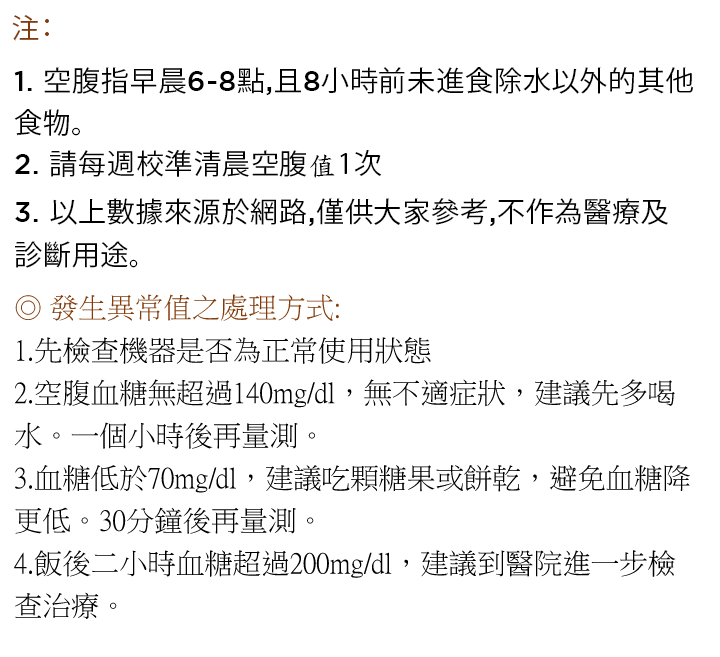 注:
1. 空腹指早晨6-8點,且8小時前未進食除水以外的其他
食物。
2. 請每週校準清晨空腹值1次
3. 以上數據來源於網路,僅供大家參考,不作為醫療及
診斷用途。
◎ 發生異常值之處理方式:
1.先檢查機器是否為正常使用狀態
2.空腹血糖無超過140mg/dl，無不適症狀，建議先多喝
水。一個小時後再量測。
3.血糖低於70mg/dl，建議吃顆糖果或餅乾，避免血糖降
更低。30分鐘後再量測。
4.飯後二小時血糖超過200mg/dl，建議到醫院進一步檢
查治療。